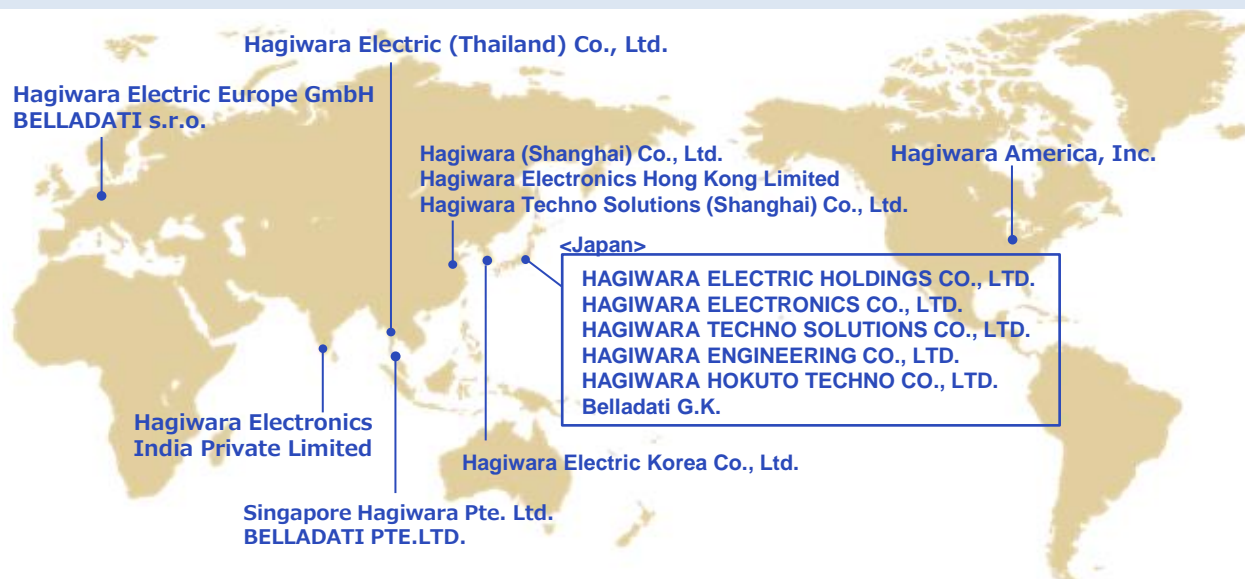 Hagiwara Electric (Thailand) Co., Ltd.
Hagiwara Electric Europe GmbH
BELLADATI s.r.o.
Hagiwara (Shanghai) Co., Ltd.
Hagiwara Electronics Hong Kong Limited
Hagiwara Techno Solutions (Shanghai) Co., Ltd.
Hagiwara America, Inc.
<Japan>
HAGIWARA ELECTRIC HOLDINGS CO., LTD.
HAGIWARA ELECTRONICS CO., LTD.
HAGIWARA TECHNO SOLUTIONS CO., LTD.
HAGIWARA ENGINEERING CO., LTD.
HAGIWARA HOKUTO TECHNO CO., LTD.
Belladati G.K.
Hagiwara Electronics
India Private Limited
Hagiwara Electric Korea Co., Ltd.
Singapore Hagiwara Pte. Ltd.
BELLADATI PTE.LTD.